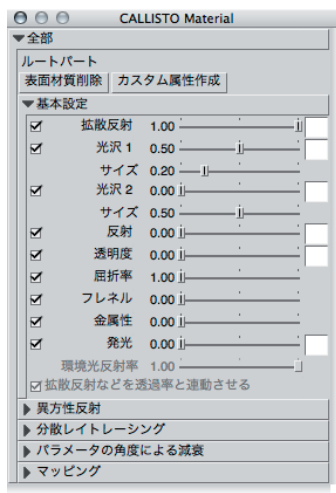 CALLISTO Material
▼全部
ルートパート
表面材質削除 カスタム属性作成
▼基本設定
拡散反射 1.00
光沢 1 0.50
サイズ 0.20
光沢 2 0.00
サイズ 0.50
反射 0.00
透明度 0.00
屈折率 1.00
フレネル 0.00
金属性 0.00
発光 0.00
環境光反射率 1.00
拡散反射などを透過率と連動させる
▶異方性反射
▶分散レイトレーシング
▶パラメータの角度による減衰
▶マッピング